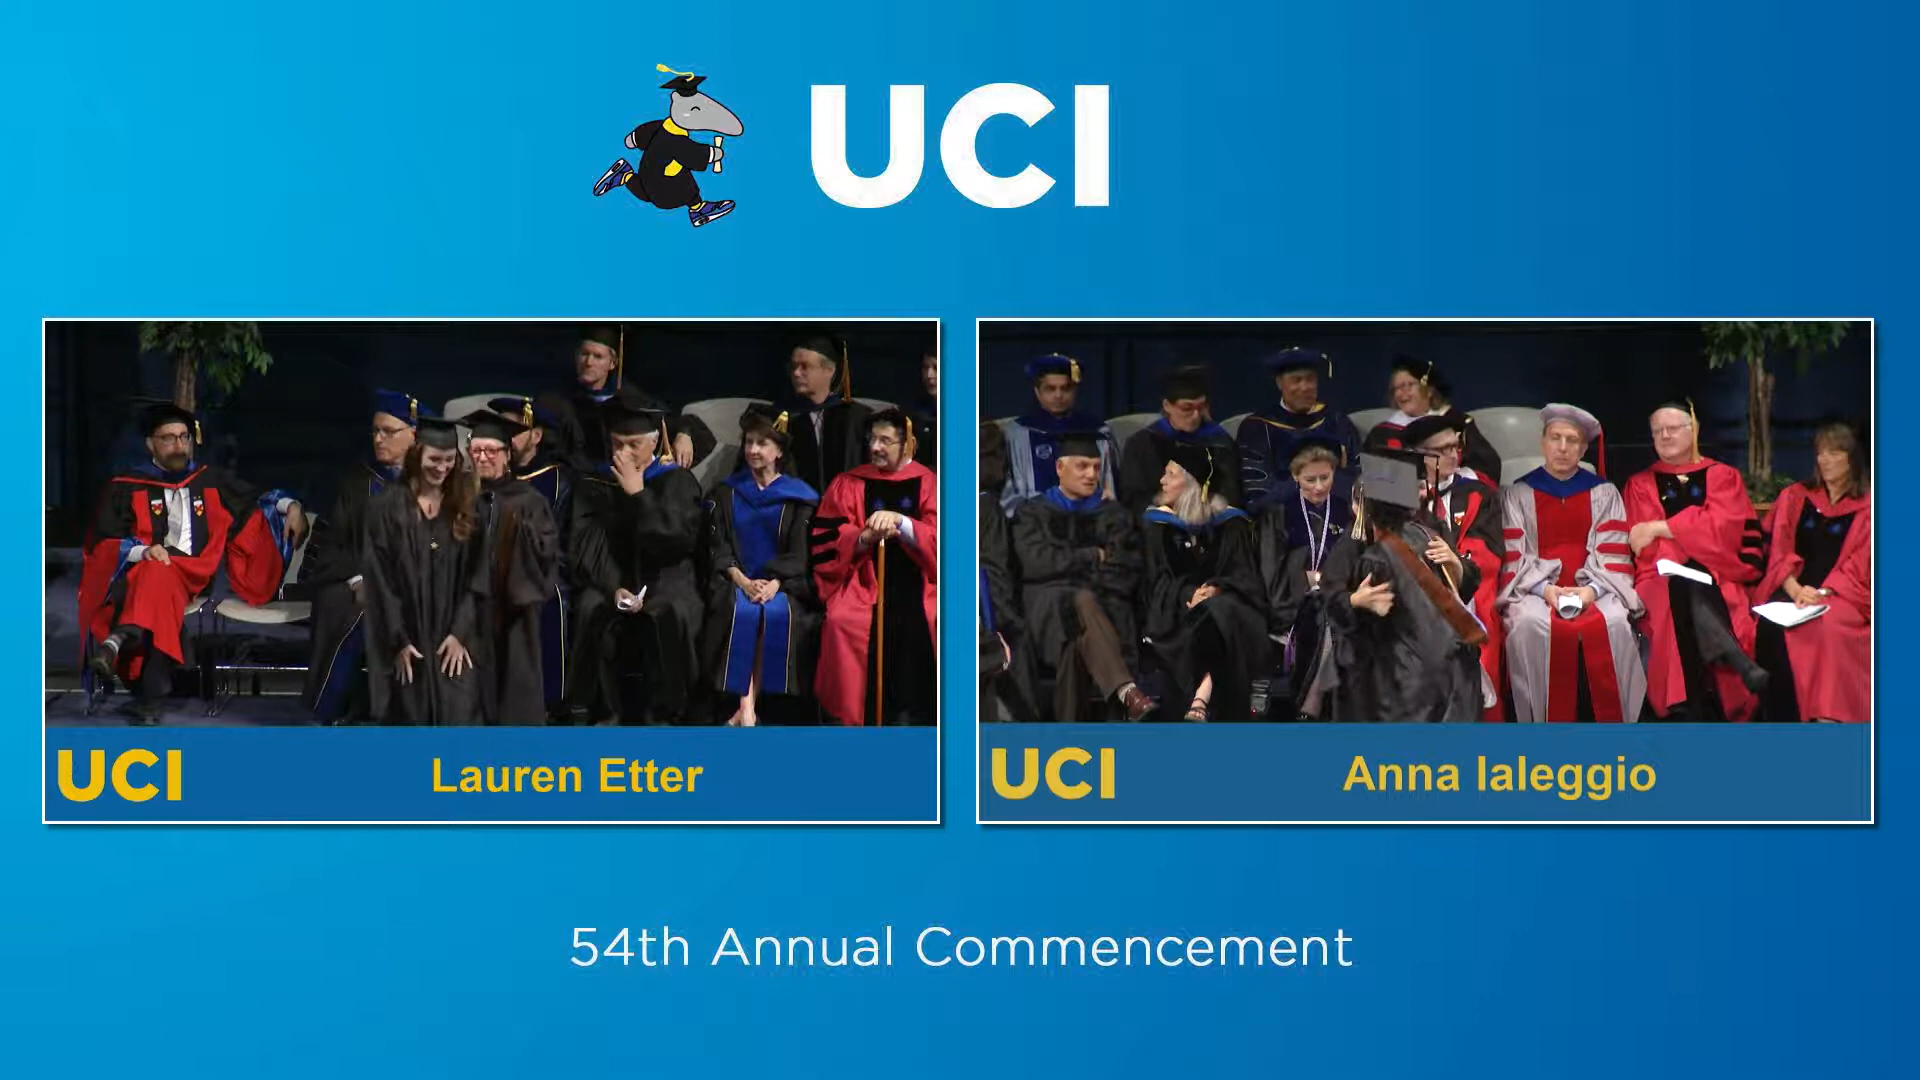 UCI
UCI
Lauren Etter
UCI
Anna Ialeggio
54th Annual Commencement